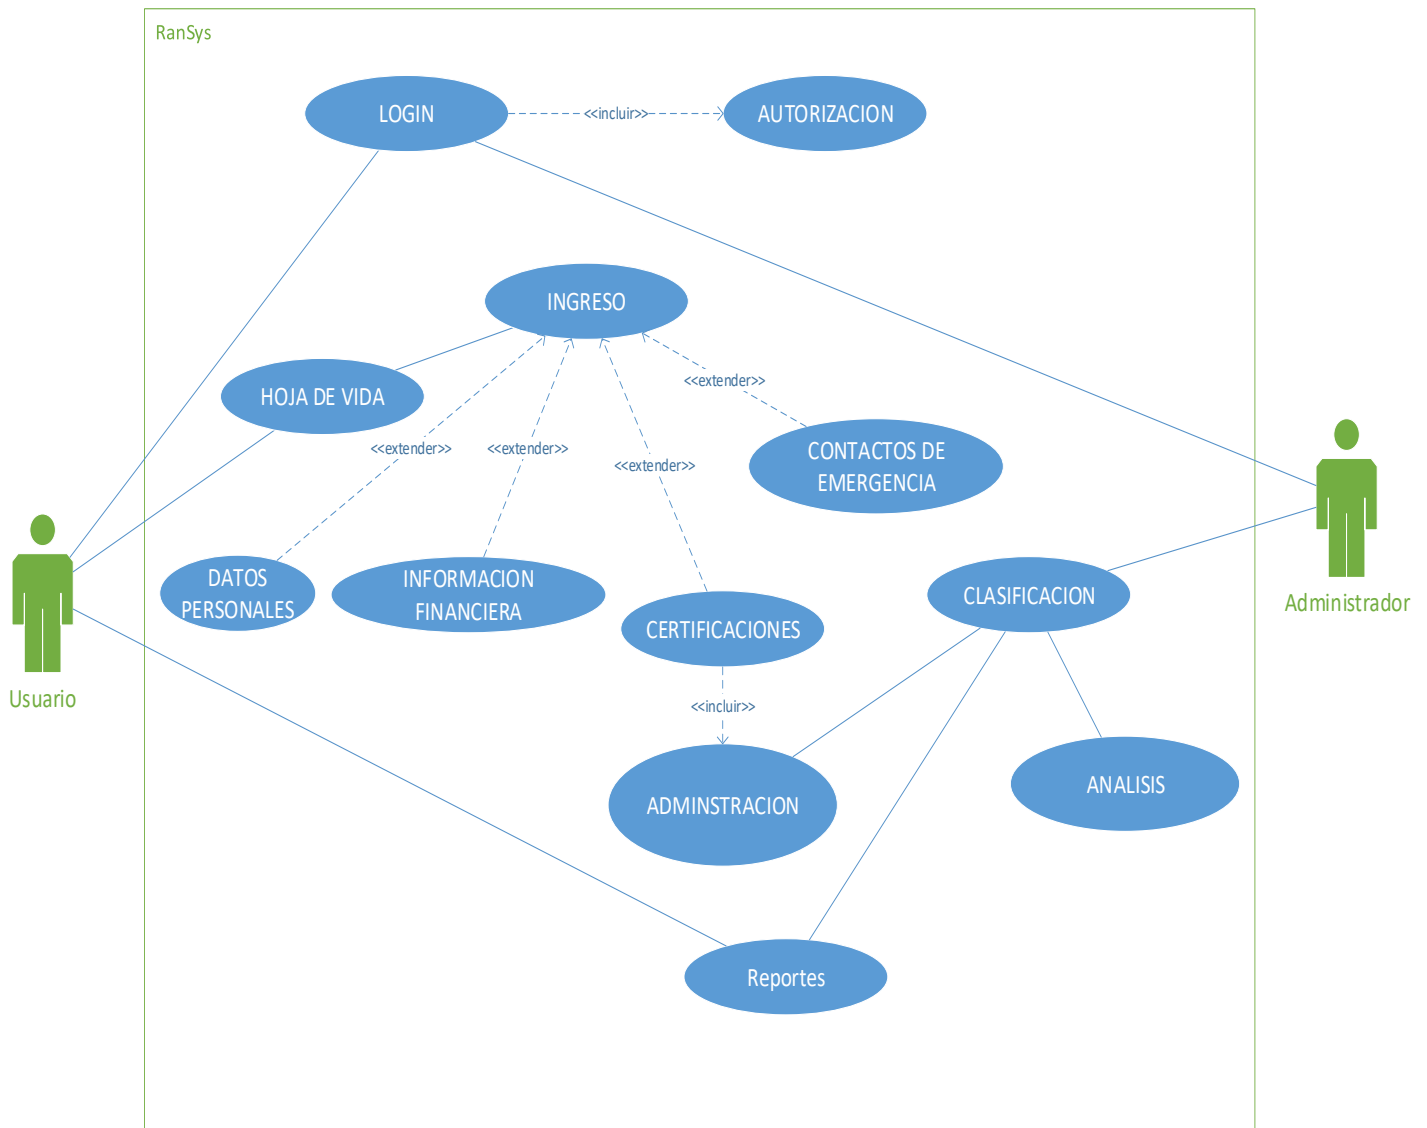 RanSys
LOGIN
<<incluir>>
AUTORIZACION
INGRESO
<<extender>>
HOJA DE VIDA
<<extender>>
<<extender>>
<<extender>>
CONTACTOS DE
EMERGENCIA
DATOS
PERSONALES
INFORMACION
FINANCIERA
CERTIFICACIONES
CLASIFICACION
Administrador
Usuario
<<incluir>>
ADMINSTRACION
ANALISIS
Reportes